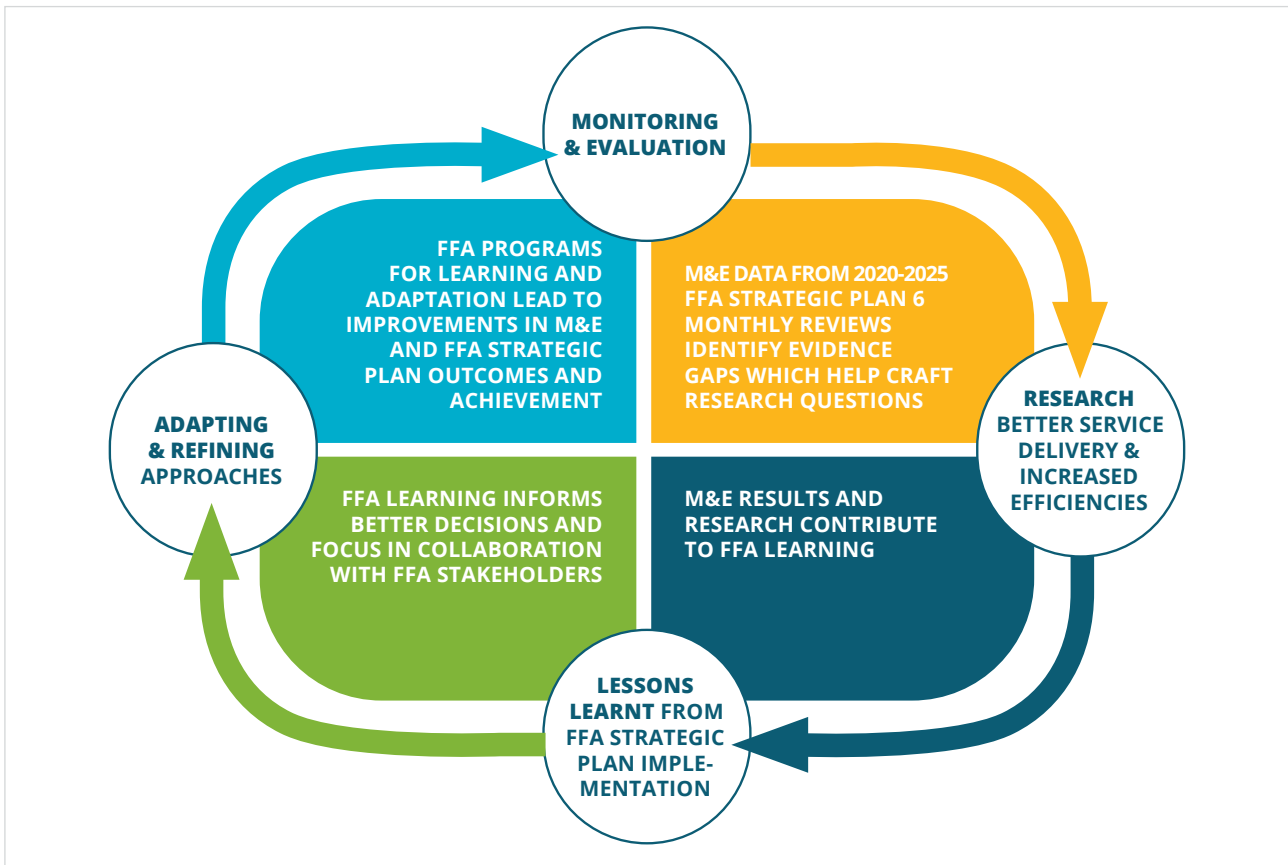 MONITORING
& EVALUATION
FFA PROGRAMS
FOR LEARNING AND
ADAPTATION LEAD TO
IMPROVEMENTS IN M&E
AND FFA STRATEGIC
PLAN OUTCOMES AND
ACHIEVEMENT
M&E DATA FROM 2020-2025
FFA STRATEGIC PLAN 6
MONTHLY REVIEWS
IDENTIFY EVIDENCE
GAPS WHICH HELP CRAFT
RESEARCH QUESTIONS
ADAPTING
& REFINING
APPROACHES
RESEARCH
BETTER SERVICE
DELIVERY &
INCREASED
EFFICIENCIES
FFA LEARNING INFORMS
BETTER DECISIONS AND
FOCUS IN COLLABORATION
WITH FFA STAKEHOLDERS
M&E RESULTS AND
RESEARCH CONTRIBUTE
TO FFA LEARNING
LESSONS
LEARNT FROM
FFA STRATEGIC
PLAN IMPLE-
MENTATION